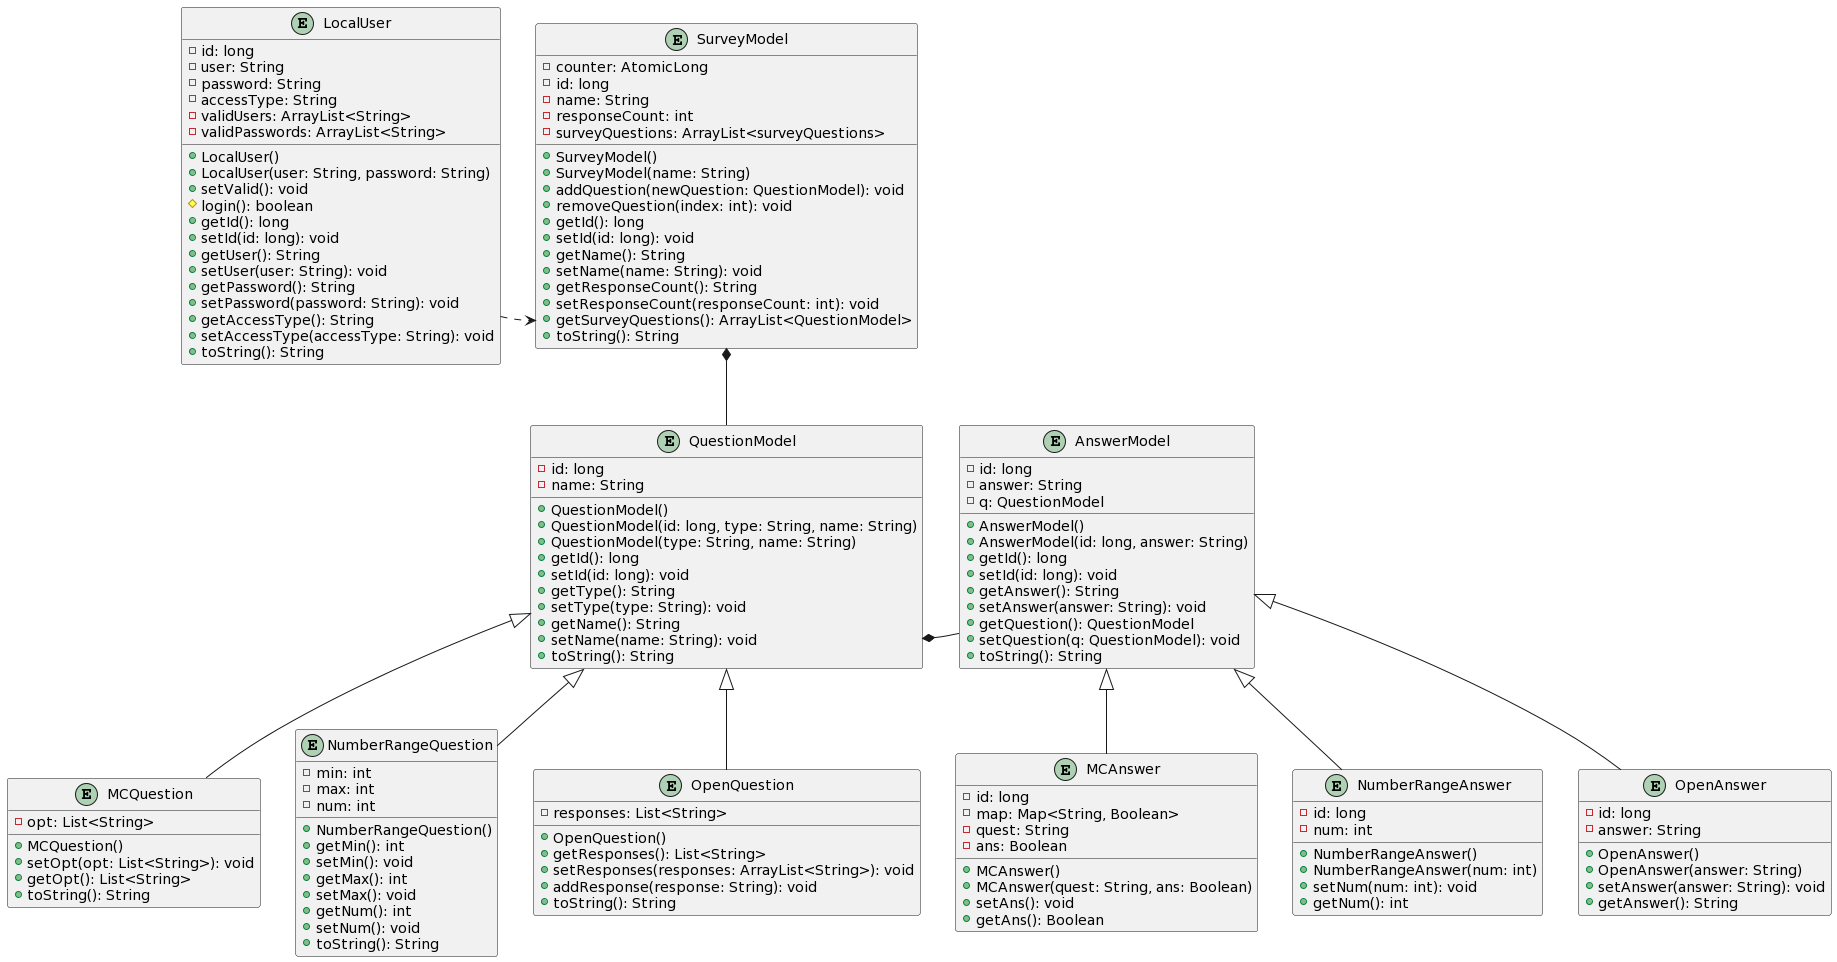 E LocalUser
id: long
user: String
password: String
accessType: String
validUsers: ArrayList<String>
validPasswords: ArrayList<String>
LocalUser()
LocalUser(user: String, password: String)
setValid(): void
login(): boolean
getId(): long
setId(id: long): void
getUser(): String
setUser(user: String): void
getPassword(): String
setPassword(password: String): void
getAccessType(): String
setAccessType(accessType: String): void
toString(): String
E SurveyModel
counter: AtomicLong
id: long
name: String
responseCount: int
surveyQuestions: ArrayList<surveyQuestions>
SurveyModel()
SurveyModel(name: String)
addQuestion(newQuestion: QuestionModel): void
removeQuestion(index: int): void
getId(): long
setId(id: long): void
getName(): String
setName(name: String): void
getResponseCount(): String
setResponseCount(responseCount: int): void
getSurveyQuestions(): ArrayList<QuestionModel>
toString(): String
E QuestionModel
id: long
name: String
QuestionModel()
QuestionModel(id: long, type: String, name: String)
QuestionModel(type: String, name: String)
getId(): long
setId(id: long): void
getType(): String
setType(type: String): void
getName(): String
setName(name: String): void
toString(): String
E AnswerModel
id: long
answer: String
q: QuestionModel
AnswerModel()
AnswerModel(id: long, answer: String)
getId(): long
setId(id: long): void
getAnswer(): String
setAnswer(answer: String): void
getQuestion(): QuestionModel
setQuestion(q: QuestionModel): void
toString(): String
E MCQuestion
opt: List<String>
MCQuestion()
setOpt(opt: List<String>): void
getOpt(): List<String>
toString(): String
E NumberRangeQuestion
min: int
max: int
num: int
NumberRangeQuestion()
getMin(): int
setMin(): void
getMax(): int
setMax(): void
getNum(): int
setNum(): void
toString(): String
E OpenQuestion
responses: List<String>
OpenQuestion()
getResponses(): List<String>
setResponses(responses: ArrayList<String>): void
addResponse(response: String): void
toString(): String
E MCAnswer
id: long
map: Map<String, Boolean>
quest: String
ans: Boolean
MCAnswer()
MCAnswer(quest: String, ans: Boolean)
setAns(): void
getAns(): Boolean
E NumberRangeAnswer
id: long
num: int
NumberRangeAnswer()
NumberRangeAnswer(num: int)
setNum(num: int): void
getNum(): int
E OpenAnswer
id: long
answer: String
OpenAnswer()
OpenAnswer(answer: String)
setAnswer(answer: String): void
getAnswer(): String